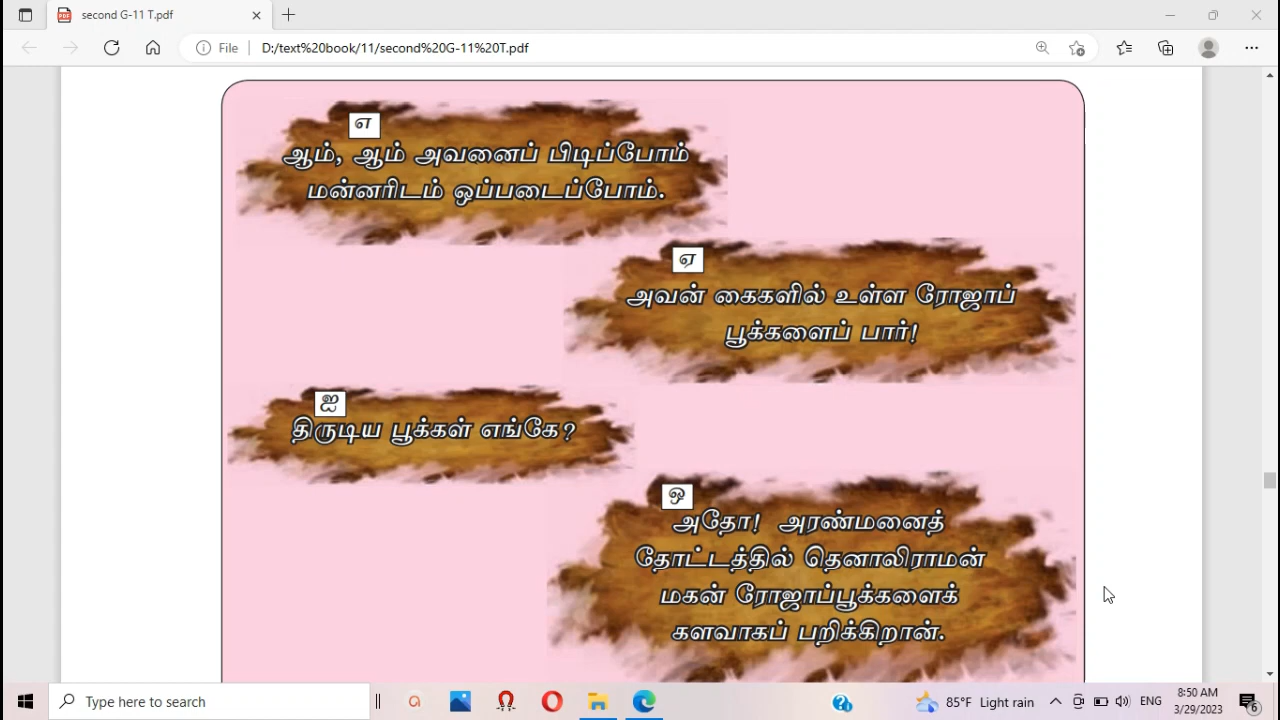 second G-11 T.pdf
File
D:/text%20book/11/second%20G-11%20T.pdf
எ
ஆம், ஆம் அவனைப் பிடிப்போம்
மன்னரிடம் ஒப்படைப்போம்.
ஏ
அவன் கைகளில் உள்ள ரோஜாப்
பூக்களைப் பார்!
ஐ
திருடிய பூக்கள் எங்கே?
ஒ
அதோ! அரண்மனைத்
தோட்டத்தில் தெனாலிராமன்
மகன் ரோஜாப்பூக்களைக்
களவாகப் பறிக்கிறான்.
Type here to search
85°F Light rain
ENG
8:50 AM
3/29/2023
6